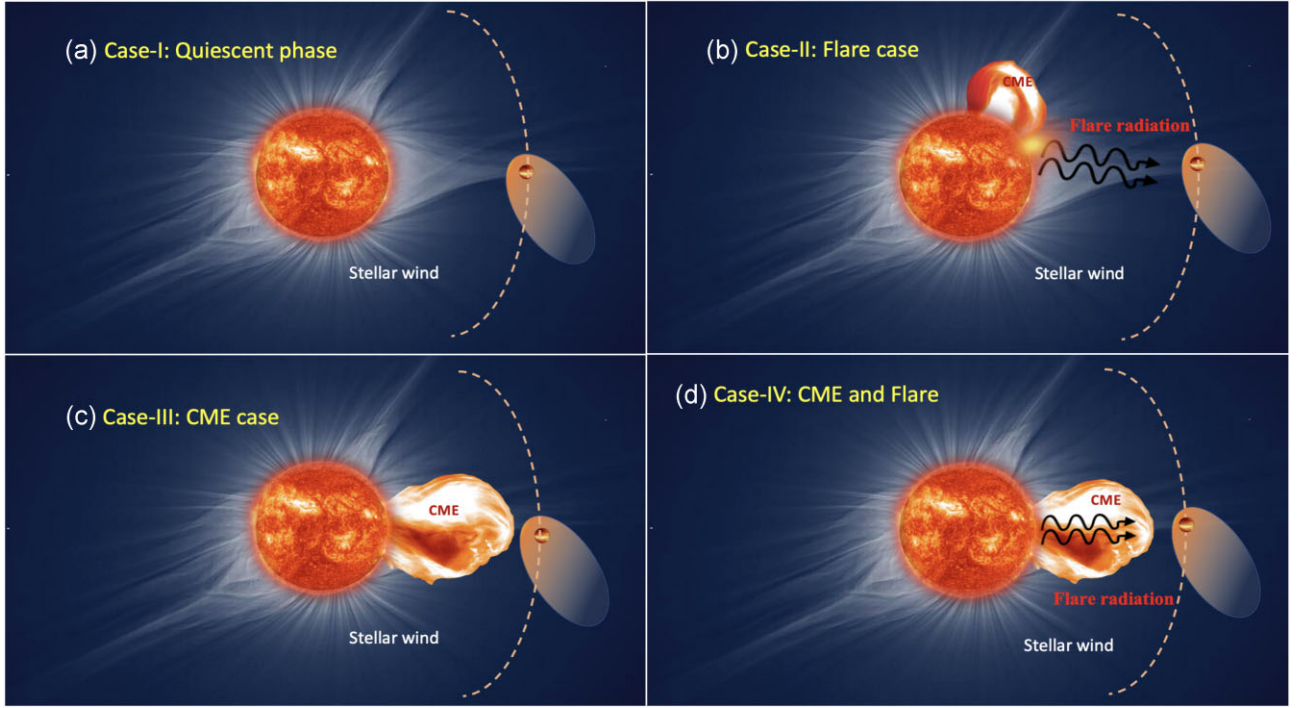 (a) Case-I: Quiescent phase
Stellar wind
(b) Case-II: Flare case
CME
Flare radiation
Stellar wind
(c) Case-III: CME case
CME
Stellar wind
(d) Case-IV: CME and Flare
CME
Flare radiation
Stellar wind